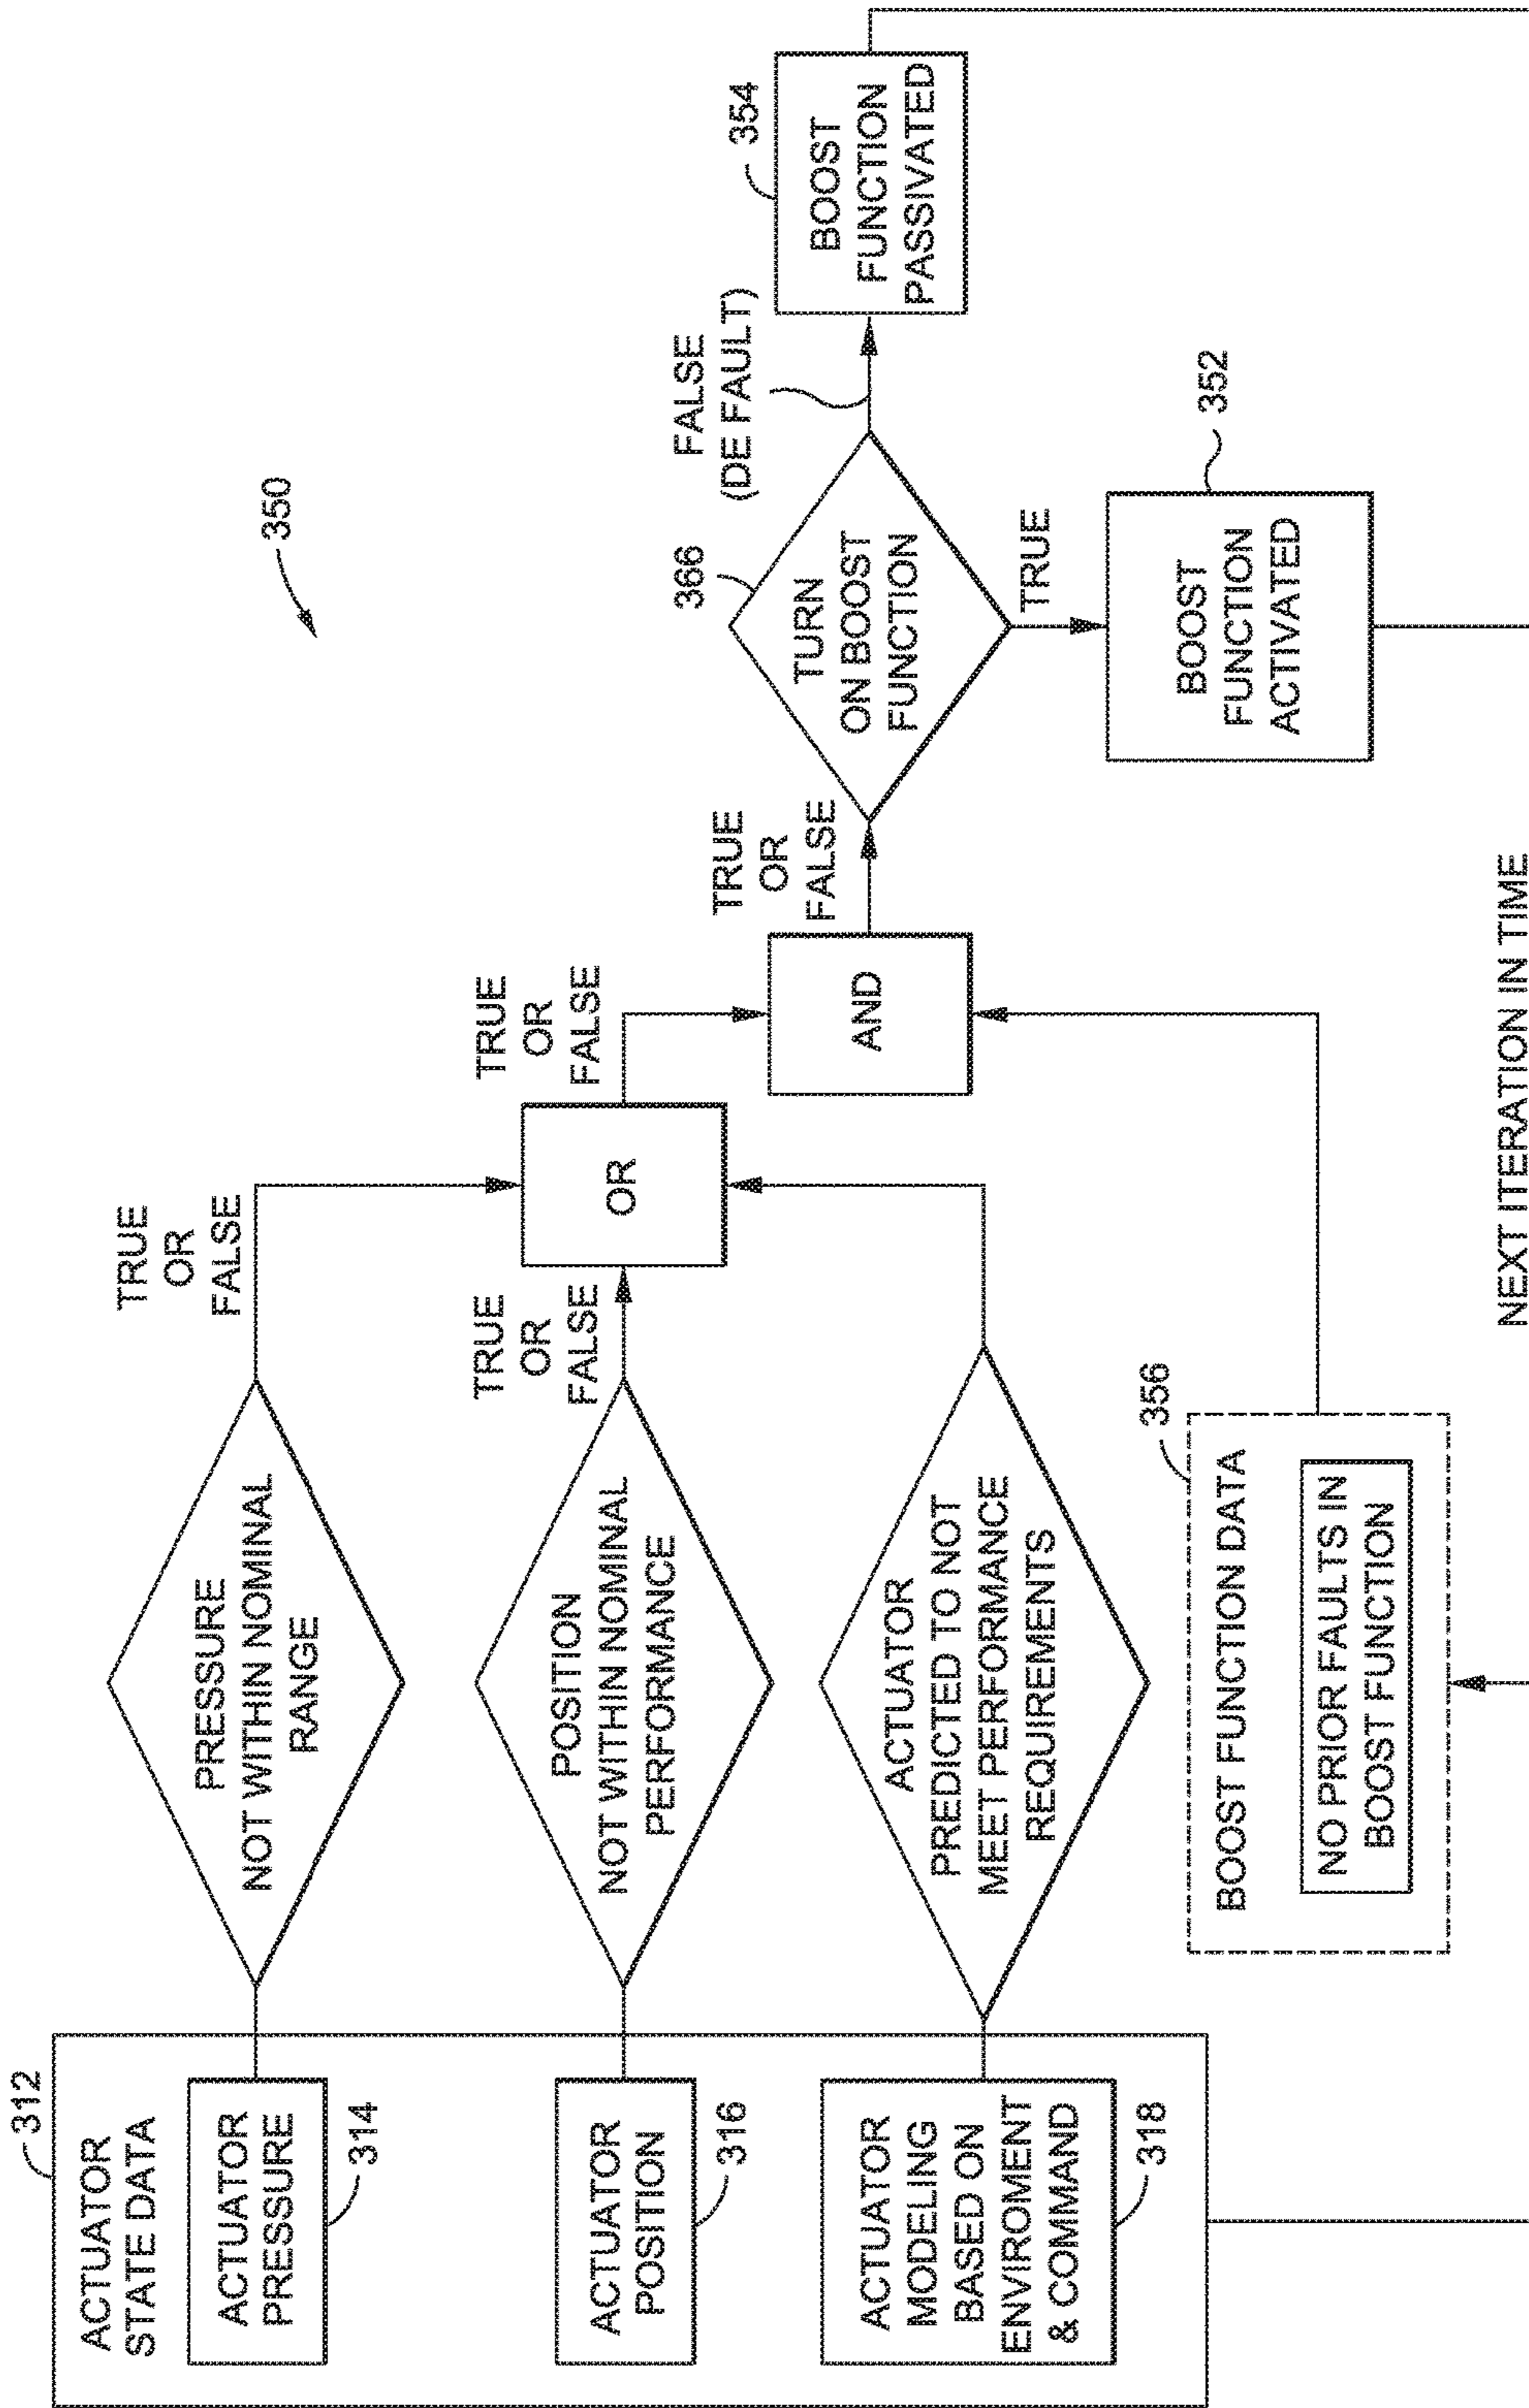 350
312
ACTUATOR
STATE DATA
ACTUATOR
PRESSURE
314
PRESSURE
NOT WITHIN NOMINAL
RANGE
TRUE
OR
FALSE
ACTUATOR
POSITION
316
POSITION
NOT WITHIN NOMINAL
PERFORMANCE
TRUE
OR
FALSE
OR
TRUE
OR
FALSE
ACTUATOR
MODELING
BASED ON
ENVIROMENT
& COMMAND
318
ACTUATOR
PREDICTED TO NOT
MEET PERFORMANCE
REQUIREMENTS
AND
TRUE
OR
FALSE
366
TURN
ON BOOST
FUNCTION
FALSE
(DE FAULT)
354
BOOST
FUNCTION
PASSIVATED
TRUE
352
BOOST
FUNCTION
ACTIVATED
356
BOOST FUNCTION DATA
NO PRIOR FAULTS IN
BOOST FUNCTION
NEXT ITERATION IN TIME